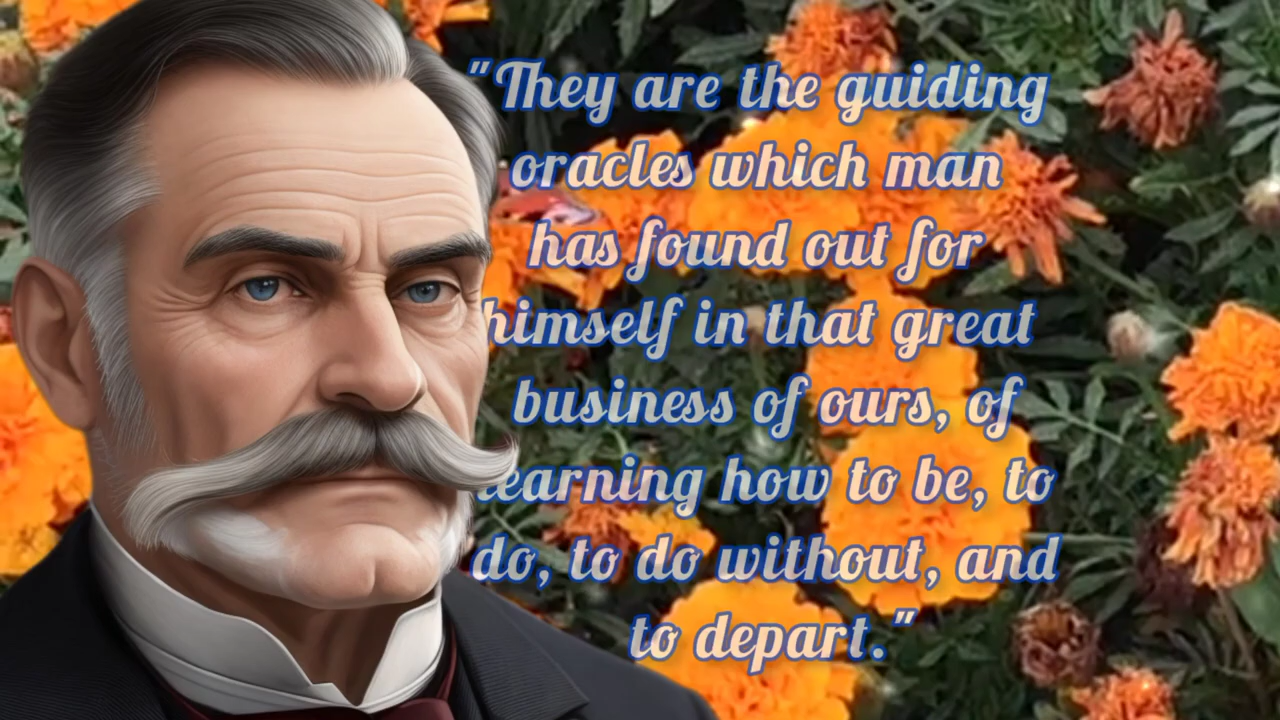 "They are the guiding
oracles which man
has found out for
himself in that great
business of ours, of
learning how to be, to
do, to do without, and
to depart."